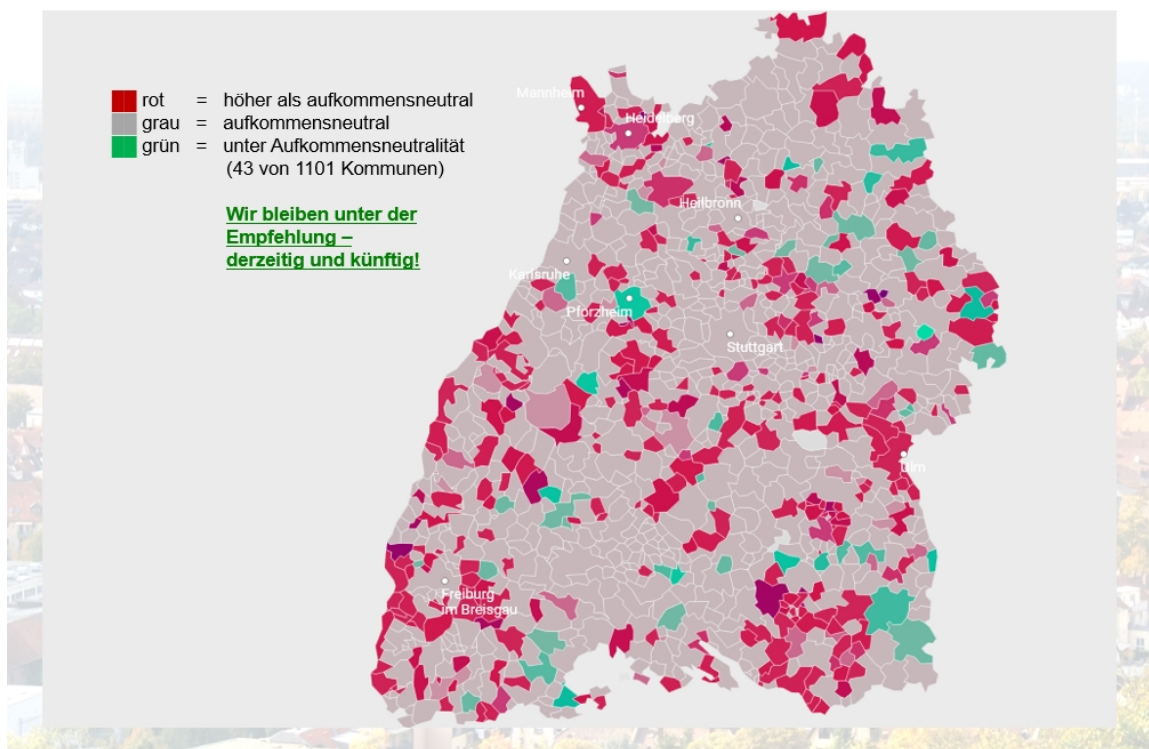 rot = höher als aufkommensneutral
grau = aufkommensneutral
grün = unter Aufkommensneutralität
(43 von 1101 Kommunen)
Wir bleiben unter der
Empfehlung –
derzeitig und künftig!
Mannheim
Heidelberg
Heilbronn
Karlsruhe
Pforzheim
Stuttgart
Ulm
Freiburg
im Breisgau